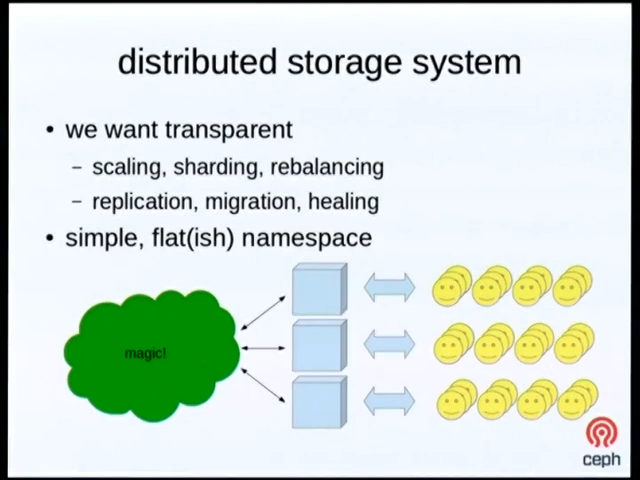 distributed storage system
• we want transparent
– scaling, sharding, rebalancing
– replication, migration, healing
• simple, flat(ish) namespace
magic!
ceph